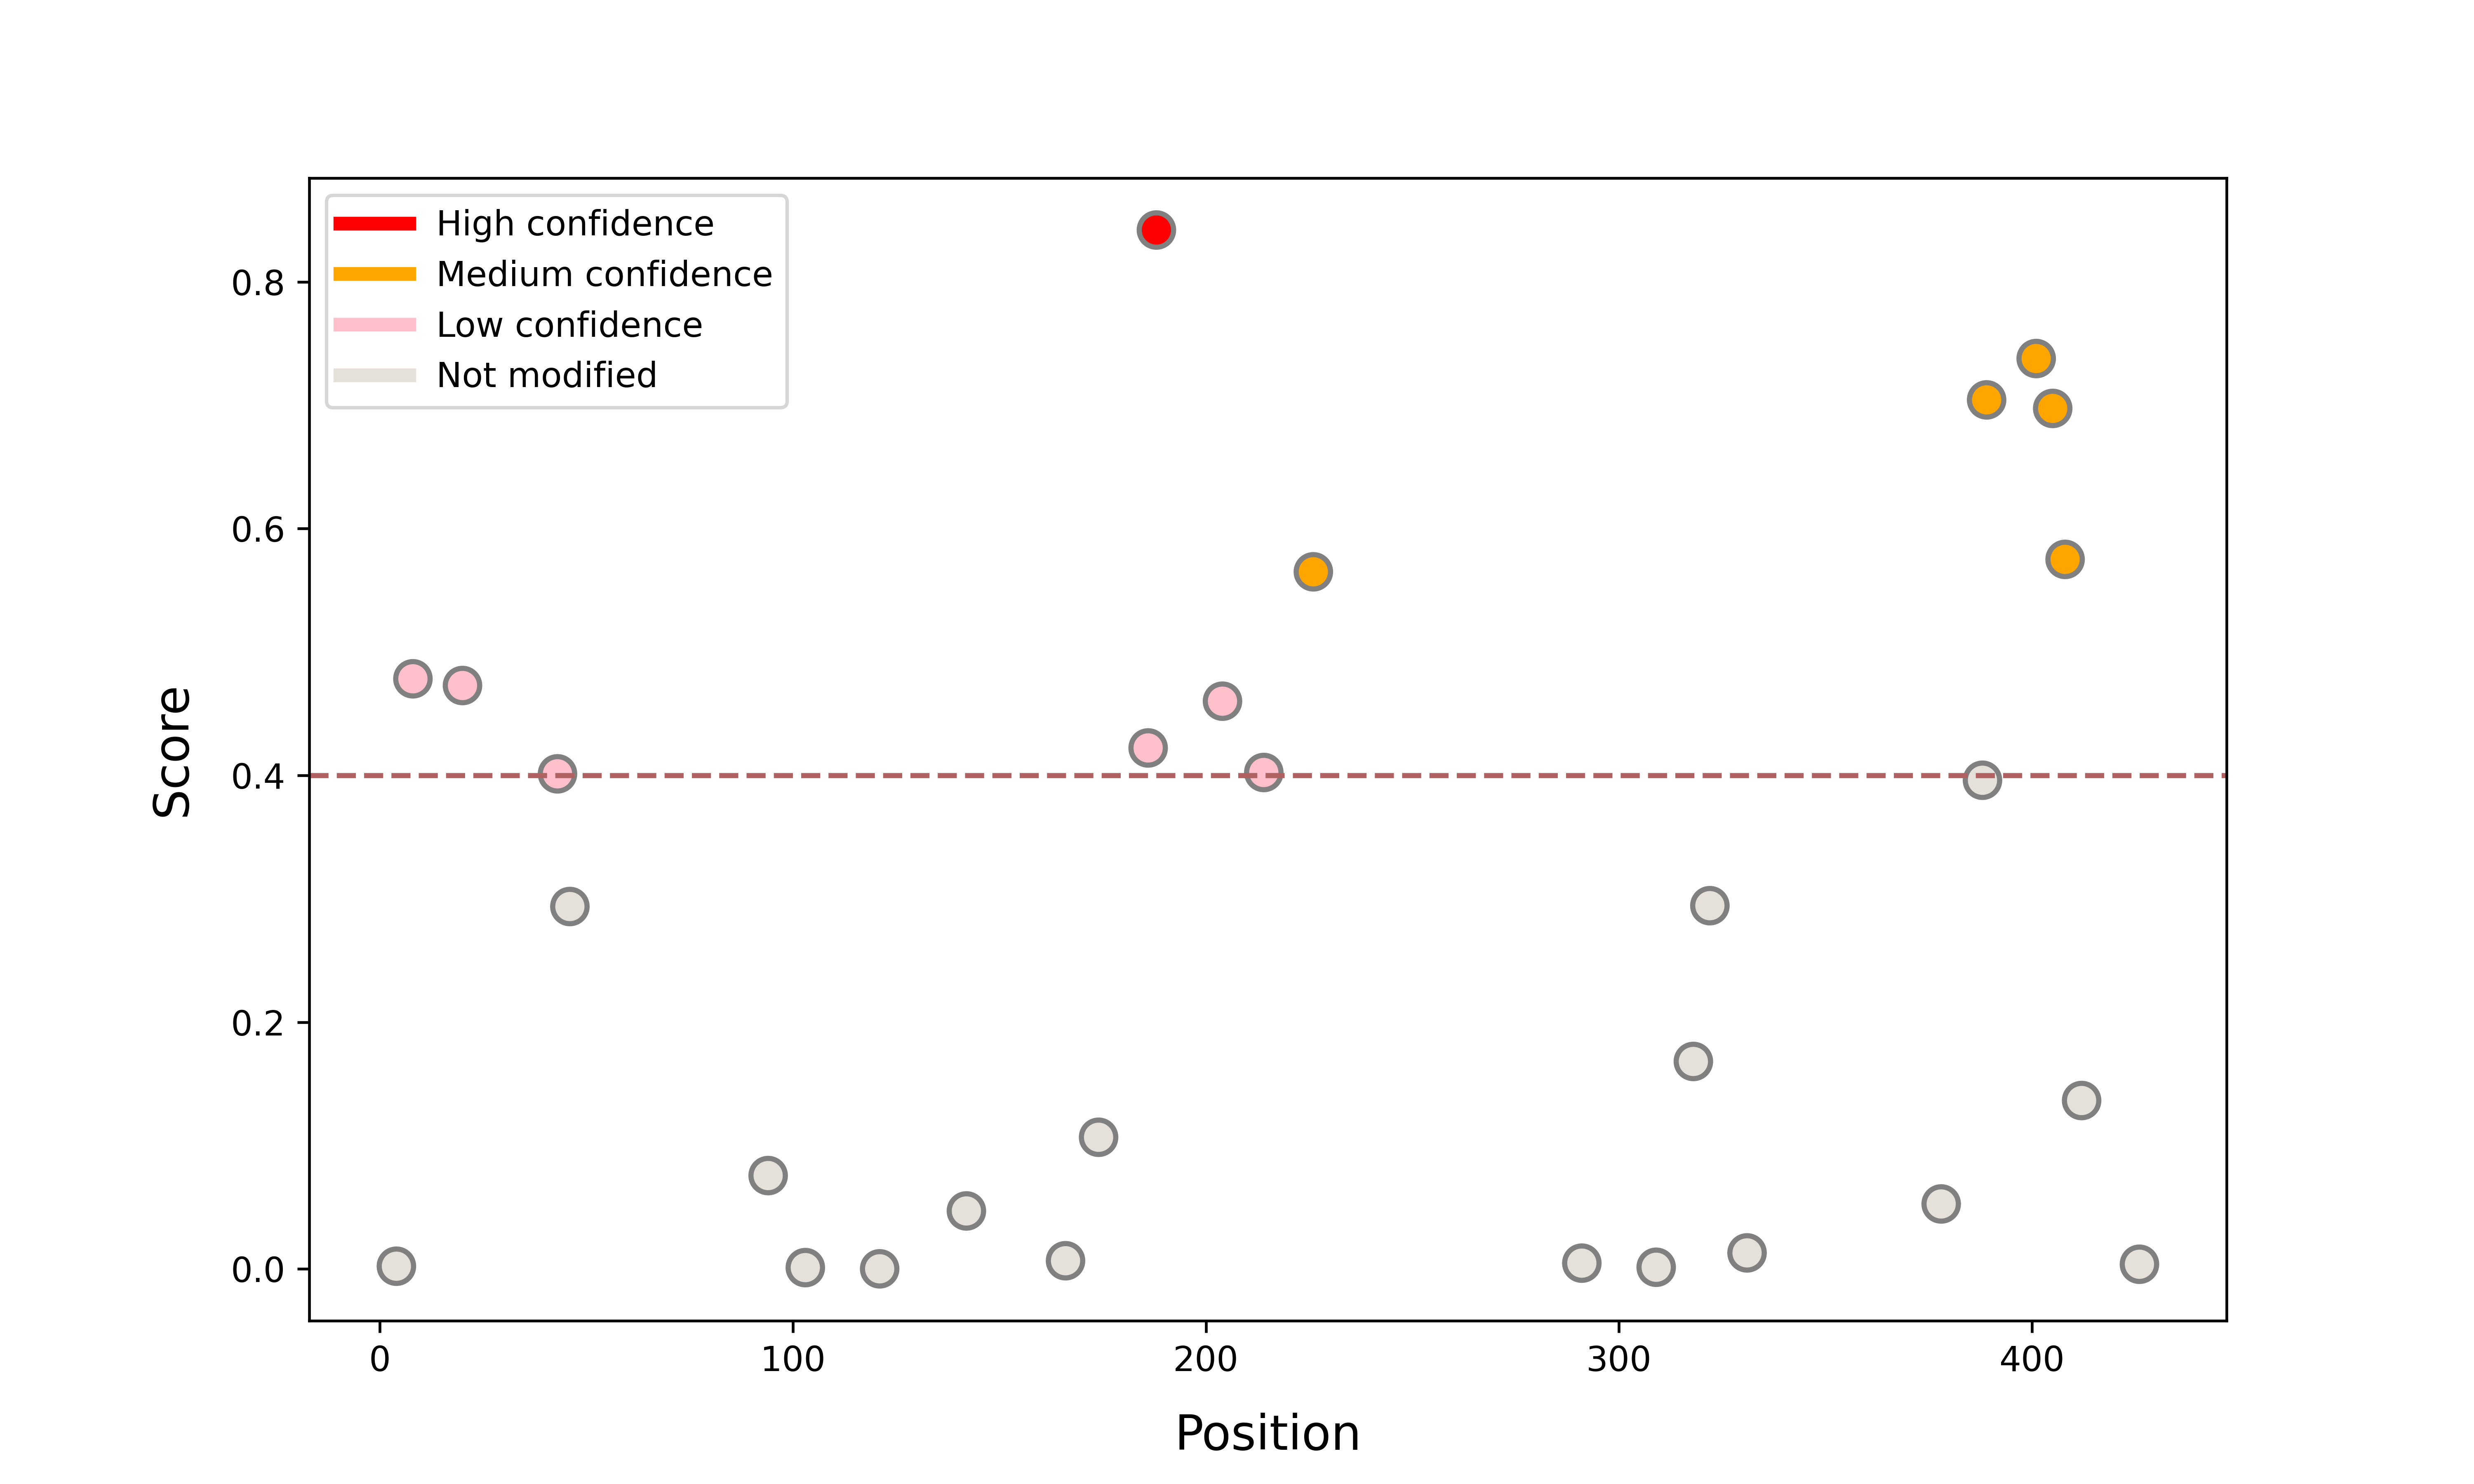 High confidence
Medium confidence
Low confidence
Not modified
0.8
0.6
0.4
0.2
0.0
Score
0 100 200 300 400
Position